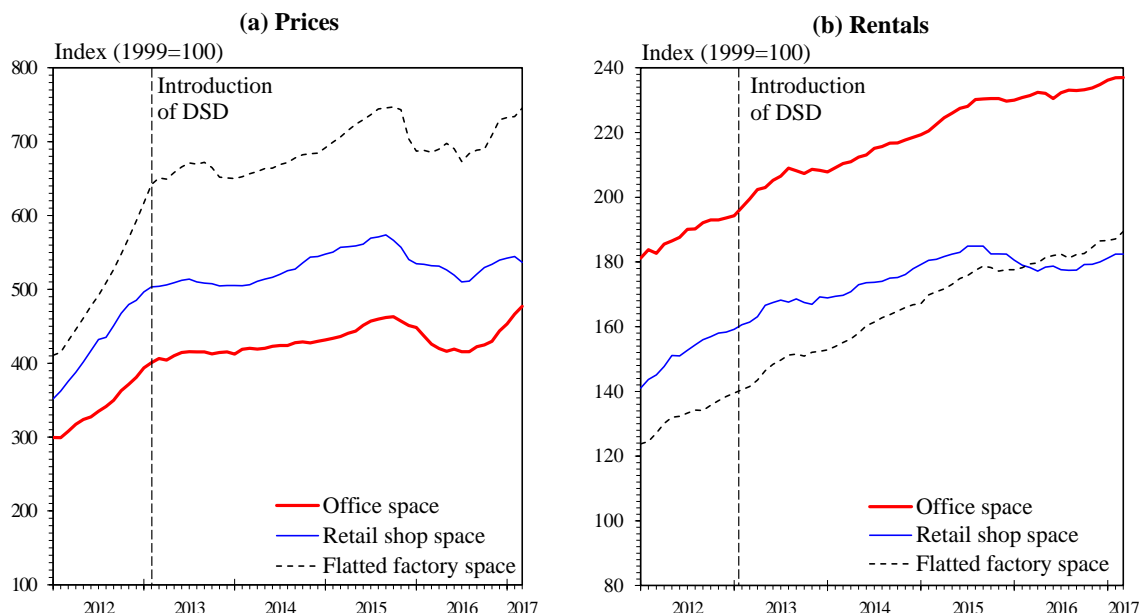 (a) Prices
Index (1999=100)
800
700
600
500
400
300
200
100
Introduction
of DSD
Office space
Retail shop space
Flatted factory space
2012 2013 2014 2015 2016 2017
(b) Rentals
Index (1999=100)
240
220
200
180
160
140
120
100
80
Introduction
of DSD
Office space
Retail shop space
Flatted factory space
2012 2013 2014 2015 2016 2017